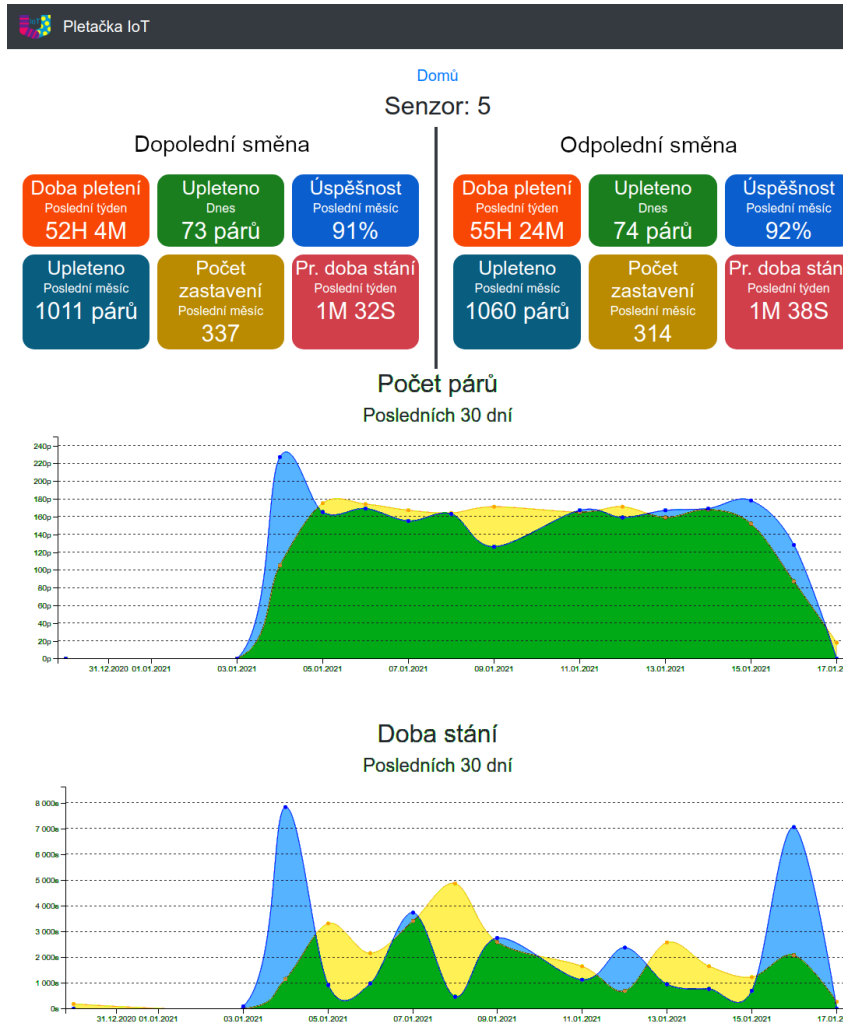 IoT
Pletačka IoT
Domů
Senzor: 5
Dopolední směna
Doba pletení
Poslední týden
52H 4M
Upleteno
Dnes
73 párů
Úspěšnost
Poslední měsíc
91%
Upleteno
Poslední měsíc
1011 párů
Počet
zastavení
Poslední měsíc
337
Pr. doba stání
Poslední týden
1M 32S
Odpolední směna
Doba pletení
Poslední týden
55H 24M
Upleteno
Dnes
74 párů
Úspěšnost
Poslední měsíc
92%
Upleteno
Poslední měsíc
1060 párů
Počet
zastavení
Poslední měsíc
314
Pr. doba stání
Poslední týden
1M 38S
Počet párů
Posledních 30 dní
240p
220p
200p
180p
160p
140p
120p
100p
80p
60p
40p
20p
0p
31.12.2020 01.01.2021 03.01.2021 05.01.2021 07.01.2021 09.01.2021 11.01.2021 13.01.2021 15.01.2021 17.01.2
Doba stání
Posledních 30 dní
8 000s
7 000s
6 000s
5 000s
4 000s
3 000s
2 000s
1 000s
0s
31.12.2020 01.01.2021 03.01.2021 05.01.2021 07.01.2021 09.01.2021 11.01.2021 13.01.2021 15.01.2021 17.01.2